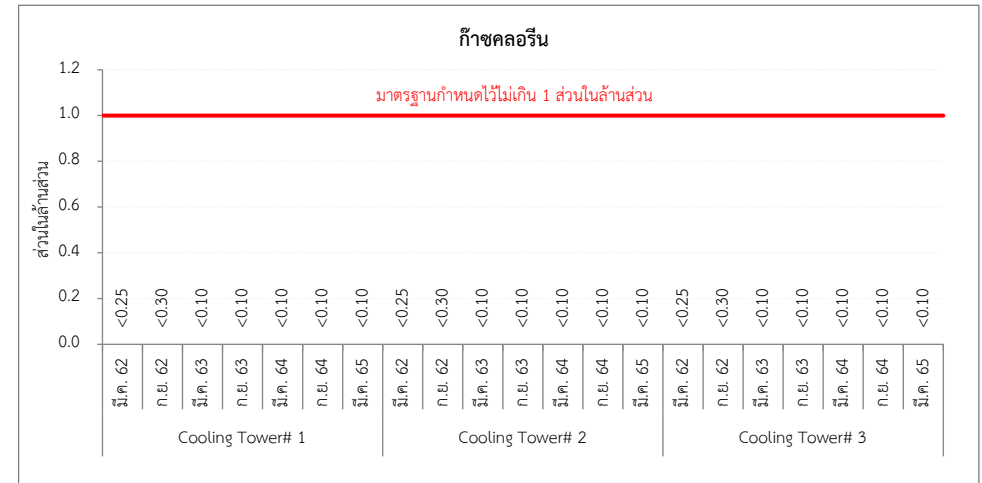 ก๊าซคลอรีน
1.2
มาตรฐานกำหนดไว้ไม่เกิน 1 ส่วนในล้านส่วน
1.0
0.8
0.6
0.4
0.2
0.0
ส่วนในล้านส่วน
<0.25 <0.30 <0.10 <0.10 <0.10 <0.10 <0.10 <0.25 <0.30 <0.10 <0.10 <0.10 <0.10 <0.10 <0.25 <0.30 <0.10 <0.10 <0.10 <0.10 <0.10
มี.ค. 62 ก.ย. 62 มี.ค. 63 ก.ย. 63 มี.ค. 64 ก.ย. 64 มี.ค. 65 มี.ค. 62 ก.ย. 62 มี.ค. 63 ก.ย. 63 มี.ค. 64 ก.ย. 64 มี.ค. 65 มี.ค. 62 ก.ย. 62 มี.ค. 63 ก.ย. 63 มี.ค. 64 ก.ย. 64 มี.ค. 65
Cooling Tower# 1 Cooling Tower# 2 Cooling Tower# 3